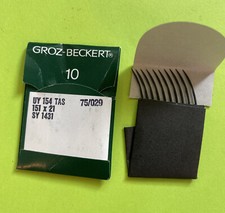 GROZ-BECKERT®
10
UY 154 TAS 75/029
151 x 21
SY 1431